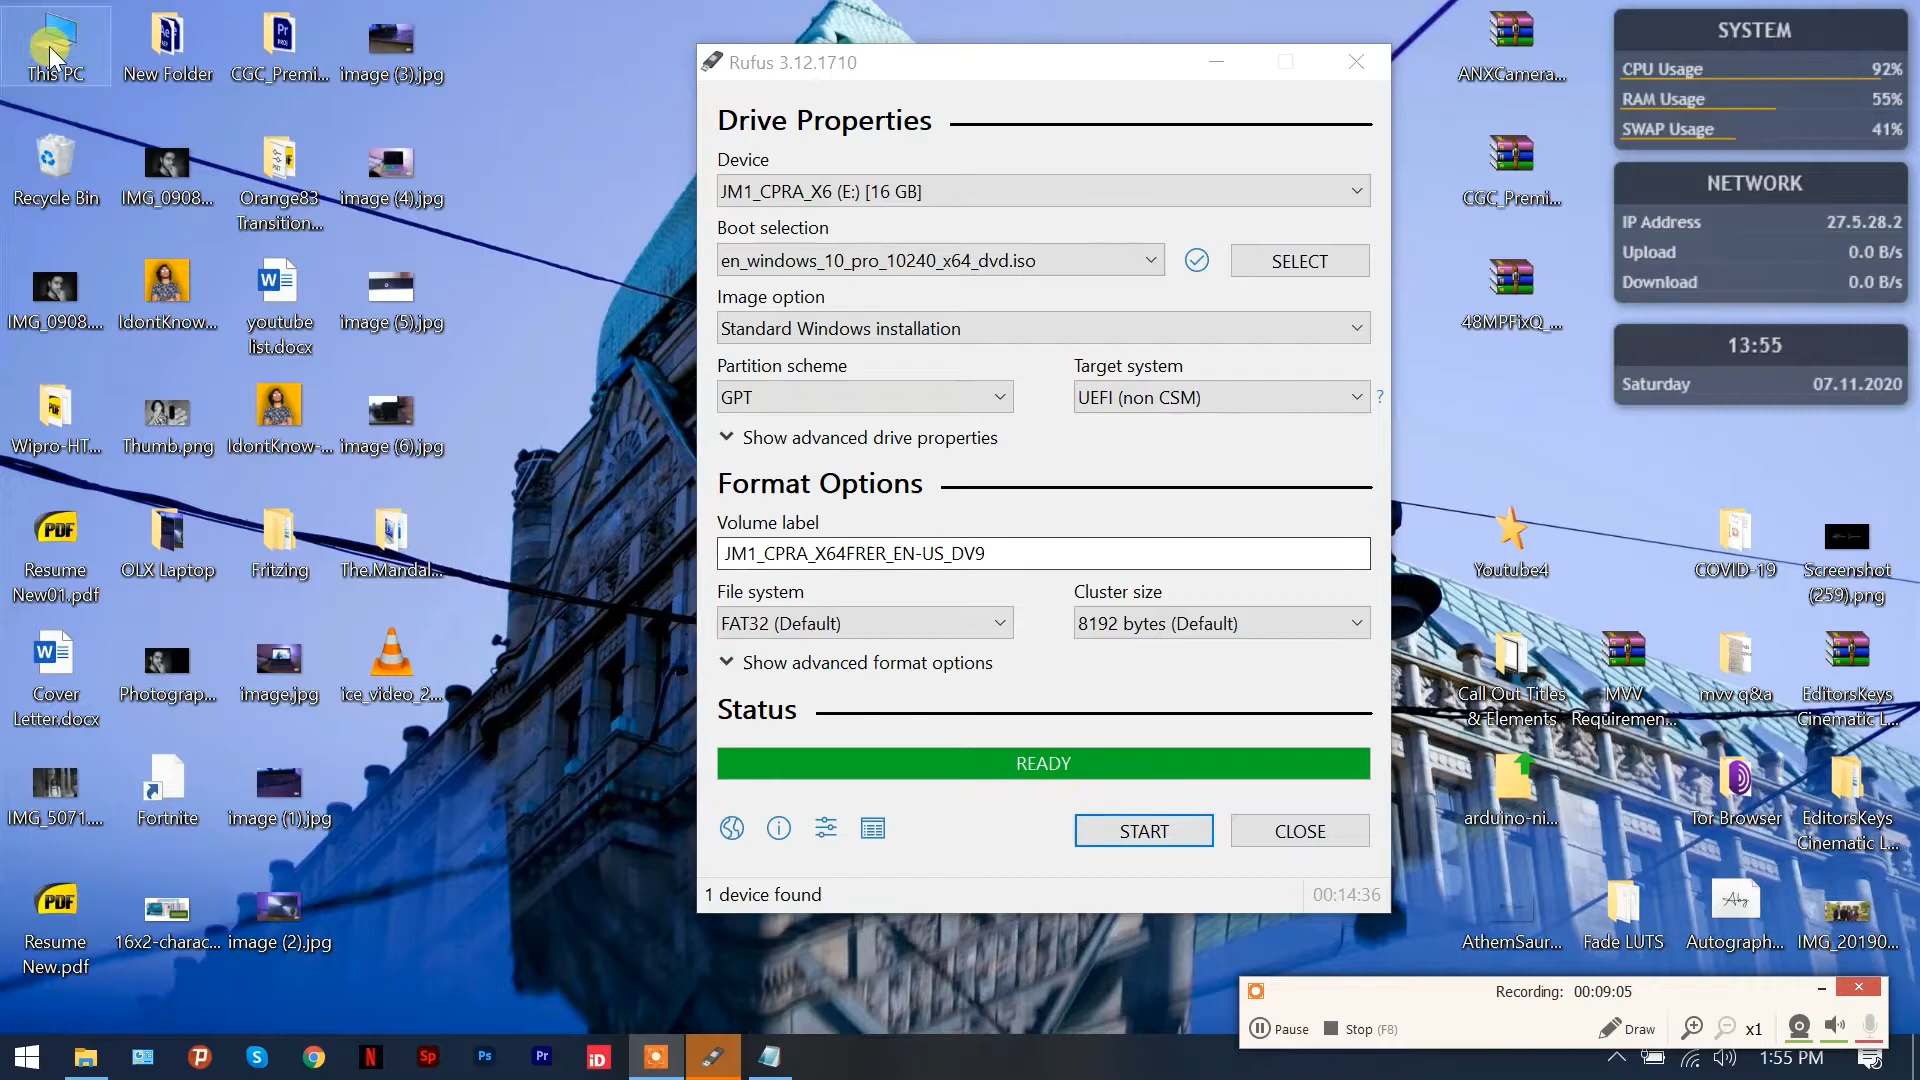 This PC
New Folder
CGC_Premi...
image (3).jpg
Recycle Bin
IMG_0908...
Orange83
Transition...
image (4).jpg
IMG_0908....
IdontKnow...
youtube
list.docx
image (5).jpg
Wipro-HT...
Thumb.png
IdontKnow-...
image (6).jpg
PDF
Resume
New01.pdf
OLX Laptop
Fritzing
The.Mandal...
Cover
Letter.docx
Photograp...
image.jpg
ice_video_2...
IMG_5071....
Fortnite
image (1).jpg
PDF
Resume
New.pdf
16x2-charac...
image (2).jpg
Rufus 3.12.1710
Drive Properties
Device
JM1_CPRA_X6 (E:) [16 GB]
Boot selection
en_windows_10_pro_10240_x64_dvd.iso
SELECT
Image option
Standard Windows installation
Partition scheme
Target system
GPT
UEFI (non CSM)
?
Show advanced drive properties
Format Options
Volume label
JM1_CPRA_X64FRER_EN-US_DV9
File system
Cluster size
FAT32 (Default)
8192 bytes (Default)
Show advanced format options
Status
READY
START
CLOSE
1 device found
00:14:36
ANXCamera...
CGC_Premi...
48MPFixQ_...
SYSTEM
CPU Usage 92%
RAM Usage 55%
SWAP Usage 41%
NETWORK
IP Address 27.5.28.2
Upload 0.0 B/s
Download 0.0 B/s
13:55
Saturday 07.11.2020
Youtube4
COVID-19
Screenshot
(259).png
Call Out Titles
& Elements
MVV
Requiremen...
mvv q&a
EditorsKeys
Cinematic L...
arduino-ni...
Tor Browser
EditorsKeys
Cinematic L...
AthemSaur...
Fade LUTS
Autograph...
IMG_20190...
Recording: 00:09:05
Pause
Stop (F8)
Draw
x1
Sp
Ps
Pr
iD
1:55 PM